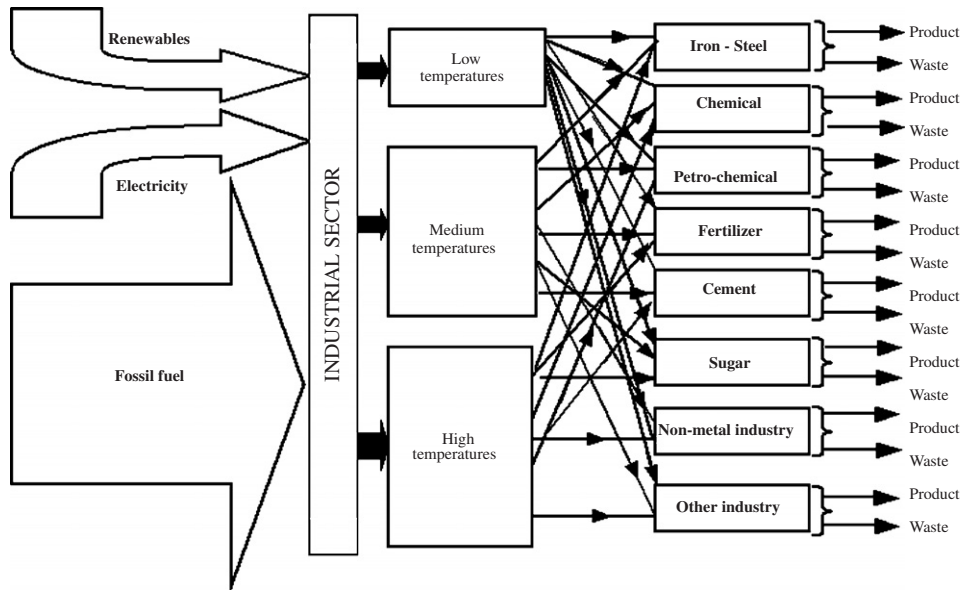 Renewables
Electricity
Fossil fuel
INDUSTRIAL SECTOR
Low
temperatures
Medium
temperatures
High
temperatures
Iron - Steel
Chemical
Petro-chemical
Fertilizer
Cement
Sugar
Non-metal industry
Other industry
Product
Waste
Product
Waste
Product
Waste
Product
Waste
Product
Waste
Product
Waste
Product
Waste
Product
Waste